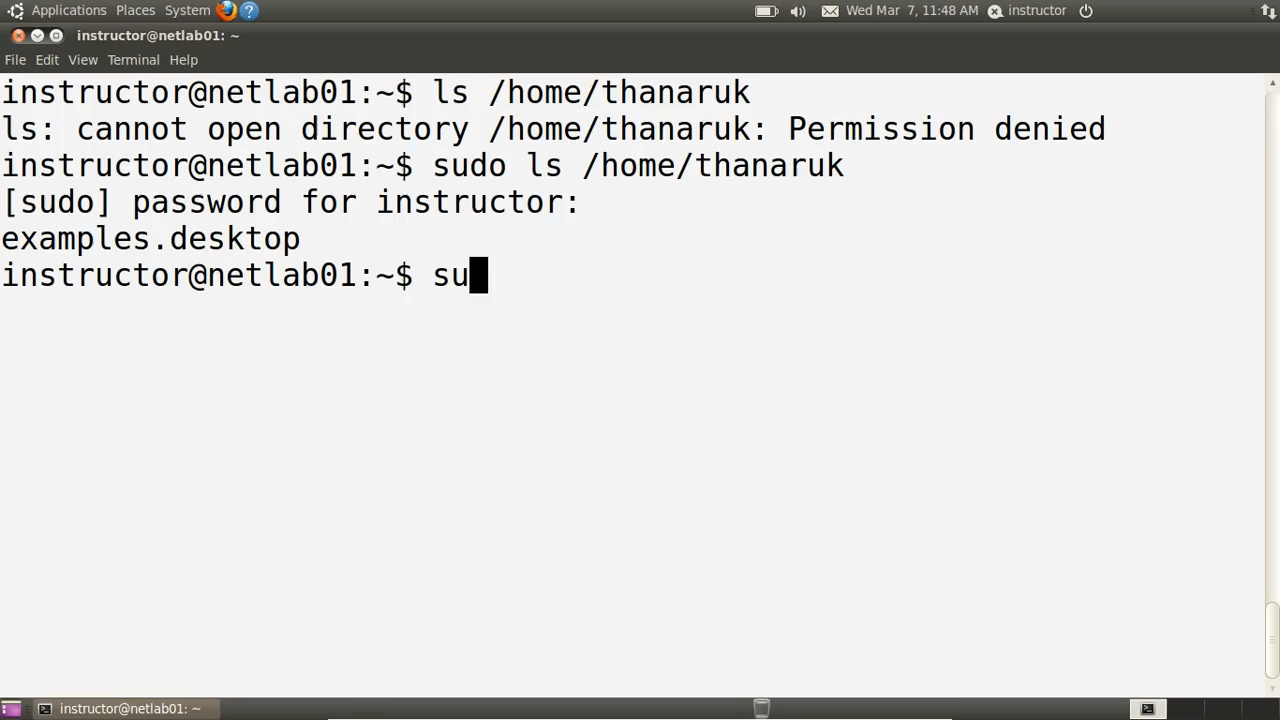 Applications Places System ? Wed Mar 7, 11:48 AM instructor
instructor@netlab01: ~
File Edit View Terminal Help
instructor@netlab01:~$ ls /home/thanaruk
ls: cannot open directory /home/thanaruk: Permission denied
instructor@netlab01:~$ sudo ls /home/thanaruk
[sudo] password for instructor:
examples.desktop
instructor@netlab01:~$ su
instructor@netlab01: ~